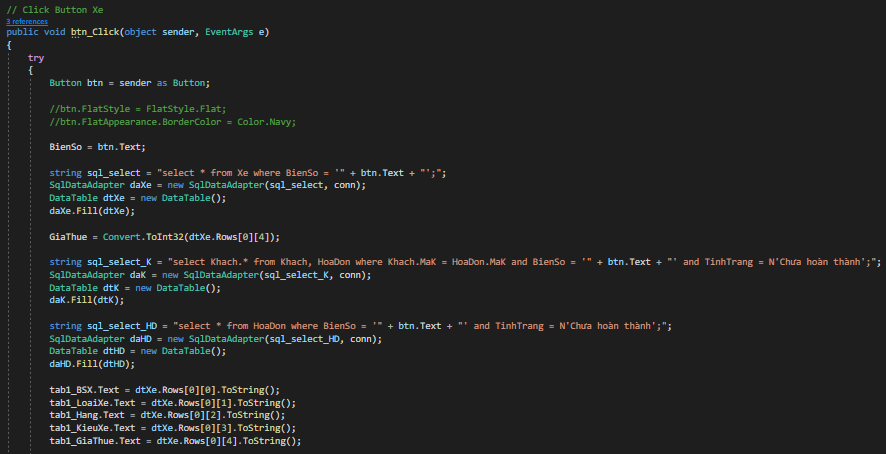 // Click Button Xe
3 references
public void btn_Click(object sender, EventArgs e)
{
try
{
Button btn = sender as Button;
//btn.FlatStyle = FlatStyle.Flat;
//btn.FlatAppearance.BorderColor = Color.Navy;
BienSo = btn.Text;
string sql_select = "select * from Xe where BienSo = '" + btn.Text + "';";
SqlDataAdapter daXe = new SqlDataAdapter(sql_select, conn);
DataTable dtXe = new DataTable();
daXe.Fill(dtXe);
GiaThue = Convert.ToInt32(dtXe.Rows[0][4]);
string sql_select_K = "select Khach.* from Khach, HoaDon where Khach.MaK = HoaDon.MaK and BienSo = '" + btn.Text + "' and TinhTrang = N'Chưa hoàn thành';";
SqlDataAdapter daK = new SqlDataAdapter(sql_select_K, conn);
DataTable dtK = new DataTable();
daK.Fill(dtK);
string sql_select_HD = "select * from HoaDon where BienSo = '" + btn.Text + "' and TinhTrang = N'Chưa hoàn thành';";
SqlDataAdapter daHD = new SqlDataAdapter(sql_select_HD, conn);
DataTable dtHD = new DataTable();
daHD.Fill(dtHD);
tab1_BSX.Text = dtXe.Rows[0][0].ToString();
tab1_LoaiXe.Text = dtXe.Rows[0][1].ToString();
tab1_Hang.Text = dtXe.Rows[0][2].ToString();
tab1_KieuXe.Text = dtXe.Rows[0][3].ToString();
tab1_GiaThue.Text = dtXe.Rows[0][4].ToString();